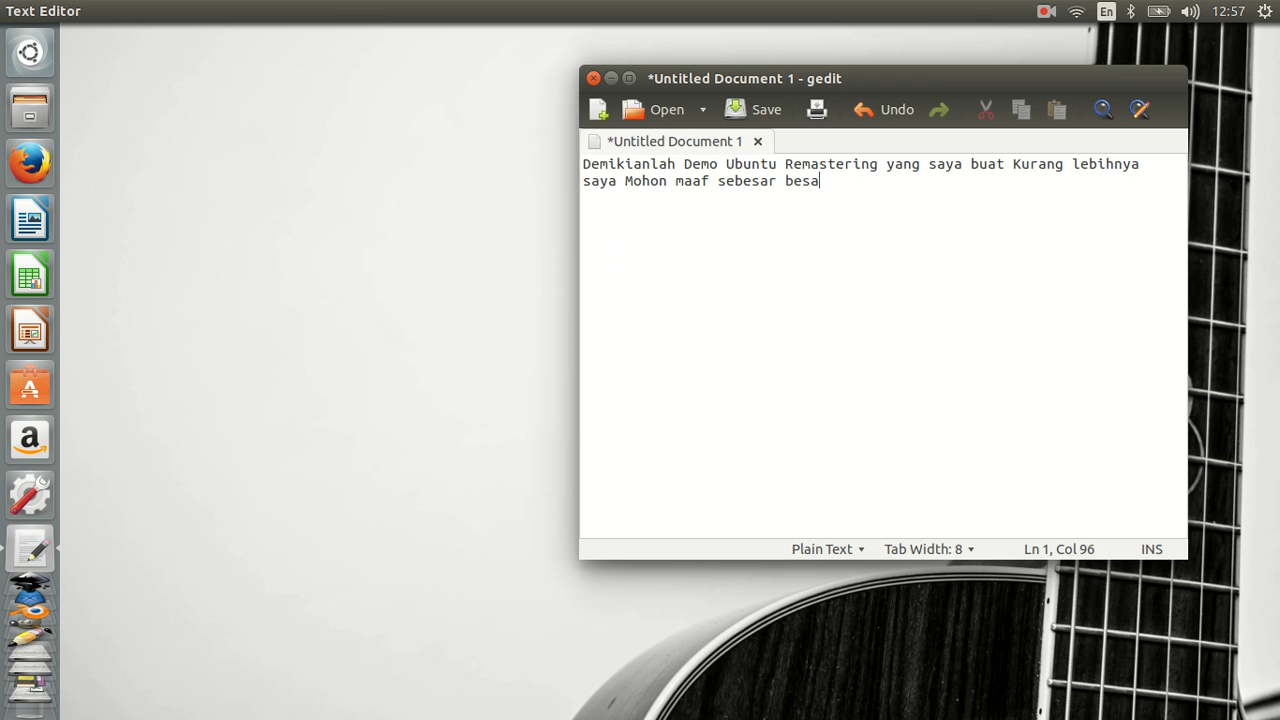 Text Editor
En
12:57
*Untitled Document 1 - gedit
Open
Save
Undo
*Untitled Document 1
Demikianlah Demo Ubuntu Remastering yang saya buat Kurang lebihnya
saya Mohon maaf sebesar besa
Plain Text
Tab Width: 8
Ln 1, Col 96
INS